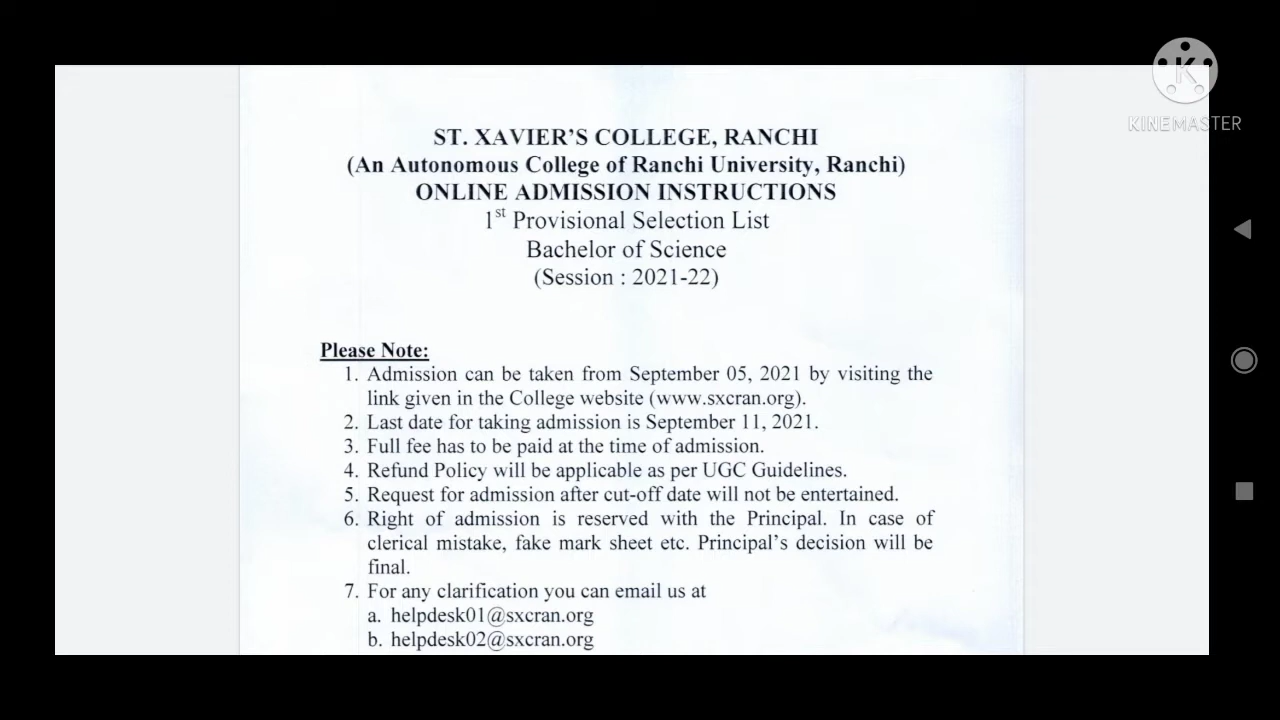 KINEMASTER
ST. XAVIER'S COLLEGE, RANCHI
(An Autonomous College of Ranchi University, Ranchi)
ONLINE ADMISSION INSTRUCTIONS
1st Provisional Selection List
Bachelor of Science
(Session : 2021-22)
Please Note:
1. Admission can be taken from September 05, 2021 by visiting the
link given in the College website (www.sxcran.org).
2. Last date for taking admission is September 11, 2021.
3. Full fee has to be paid at the time of admission.
4. Refund Policy will be applicable as per UGC Guidelines.
5. Request for admission after cut-off date will not be entertained.
6. Right of admission is reserved with the Principal. In case of
clerical mistake, fake mark sheet etc. Principal's decision will be
final.
7. For any clarification you can email us at
a. helpdesk01@sxcran.org
b. helpdesk02@sxcran.org